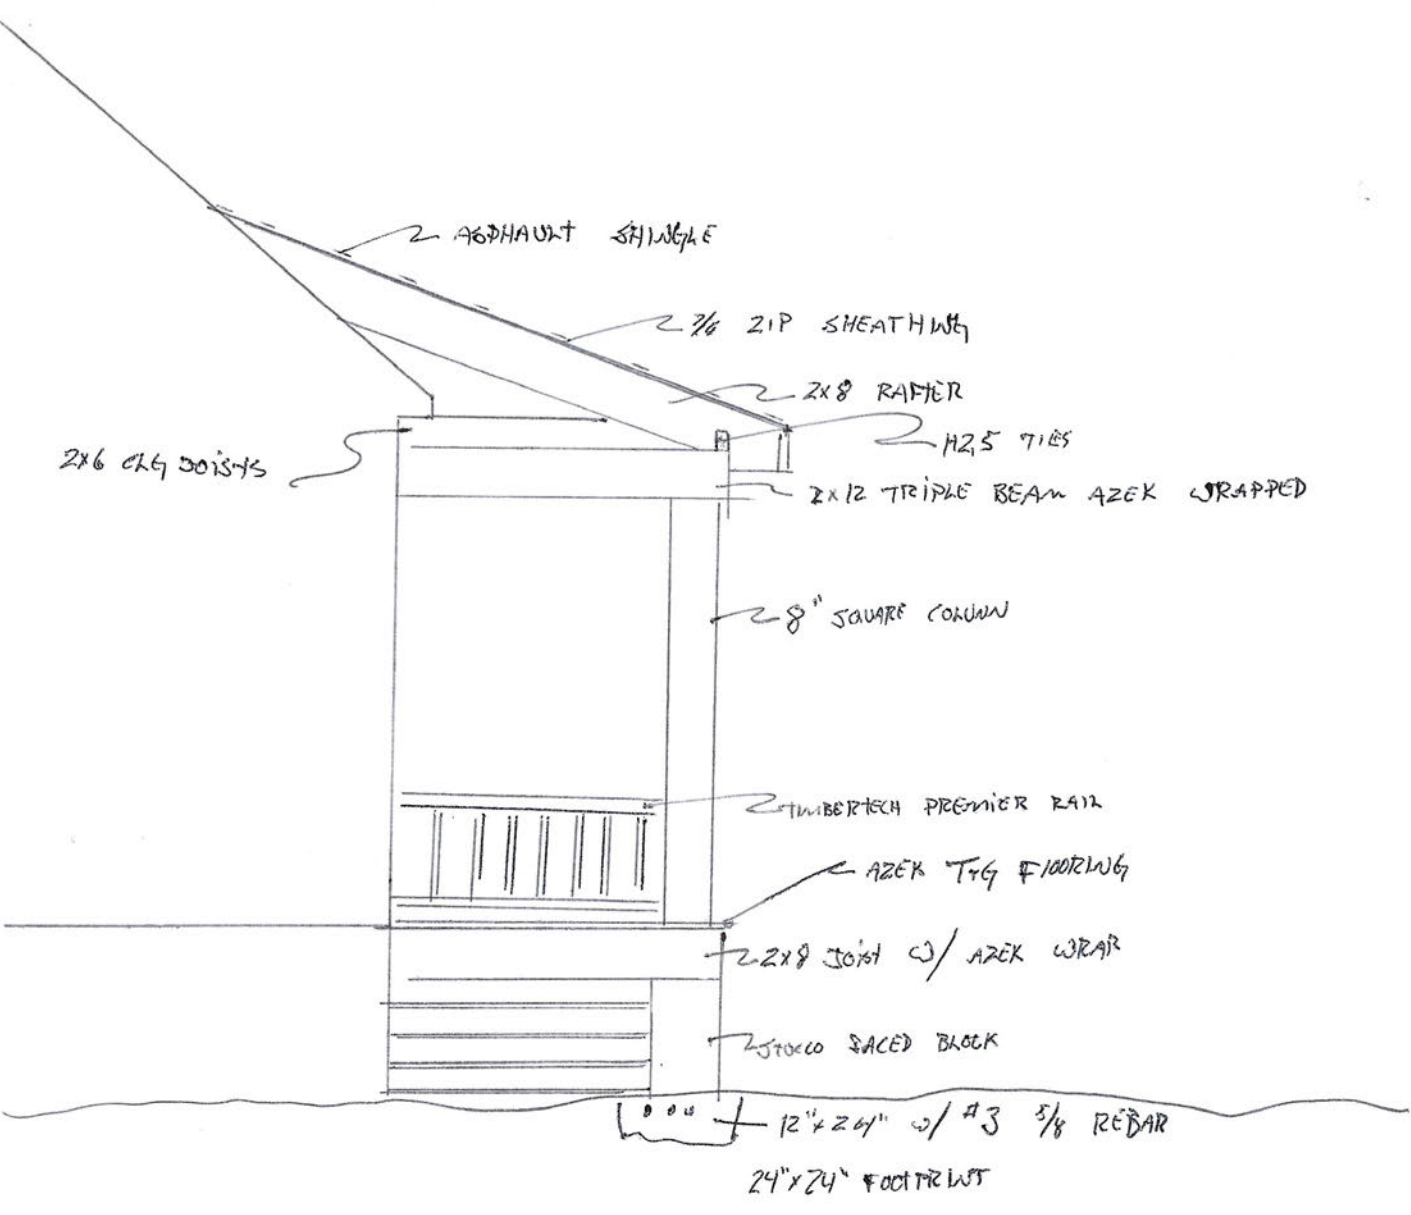 ASPHAULT SHINGLE
7/16 ZIP SHEATHING
2x8 RAFTER
H2.5 TIES
2x6 CLG JOISTS
2x12 TRIPLE BEAM AZEK WRAPPED
8" SQUARE COLUMN
TIMBERTECH PREMIER RAIL
AZEK T+G FLOORING
2x8 JOIST W/ AZEK WRAP
STUCCO FACED BLOCK
12"x24" W/ #3 5/8 REBAR
24"x24" FOOTPRINT